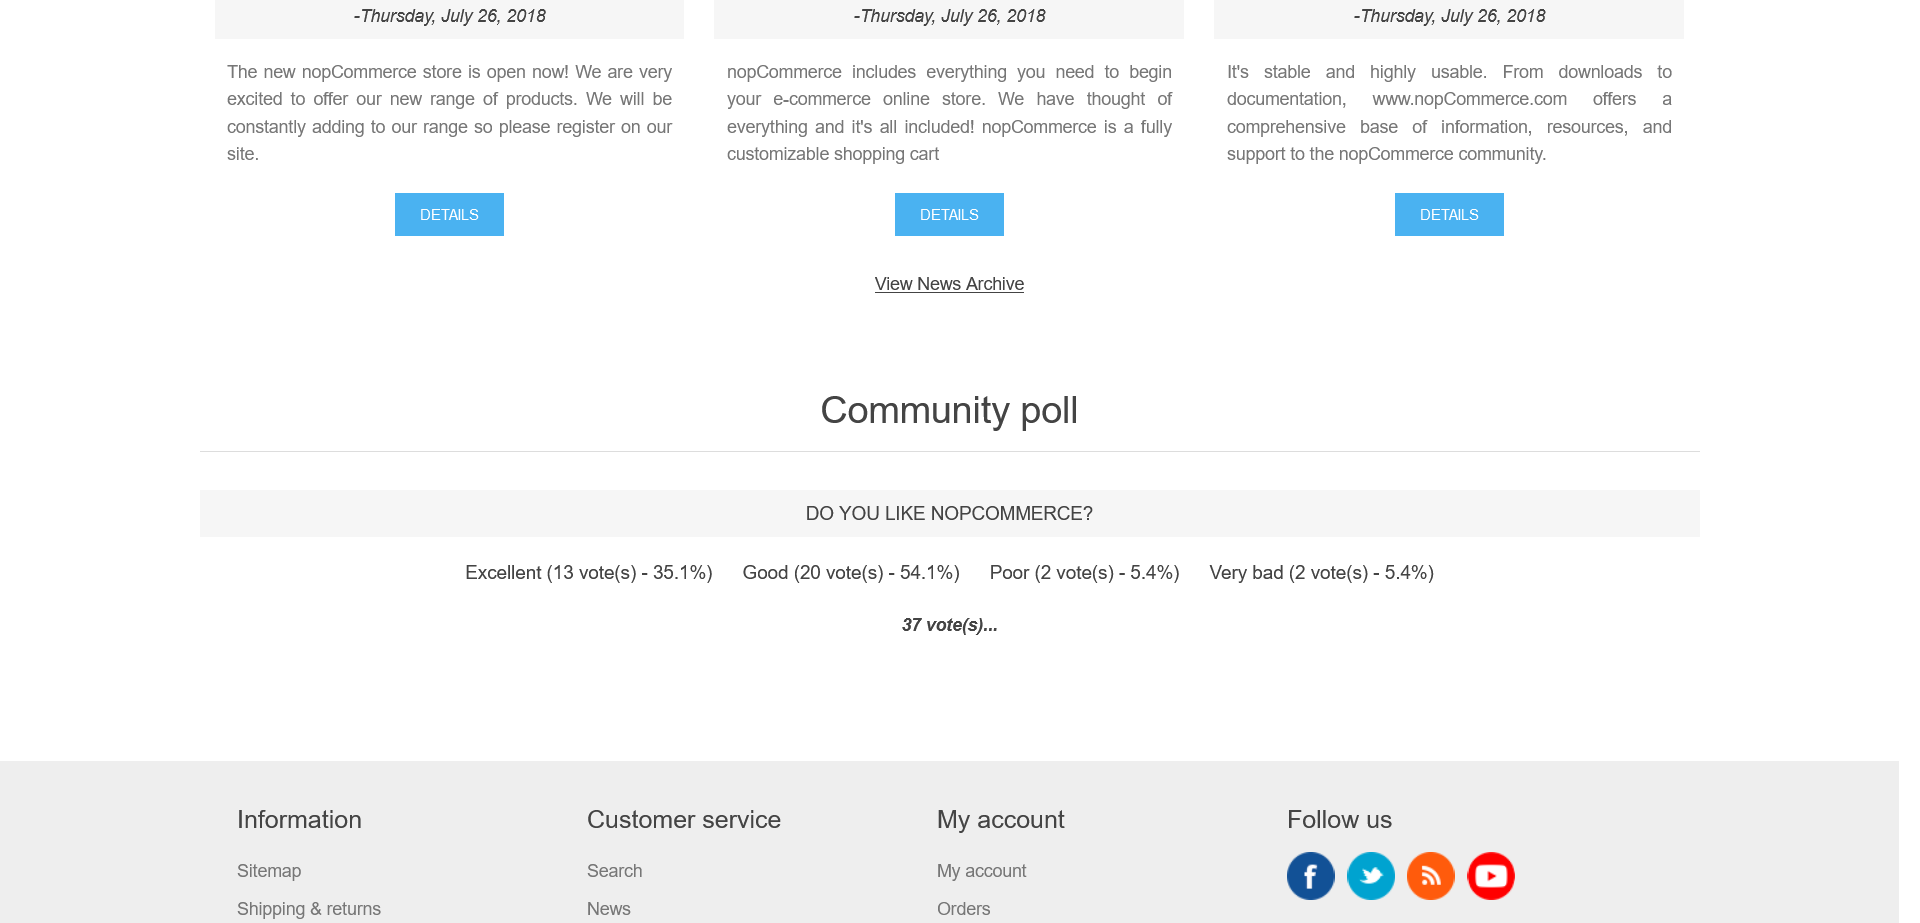 -Thursday, July 26, 2018
The new nopCommerce store is open now! We are very
excited to offer our new range of products. We will be
constantly adding to our range so please register on our
site.
DETAILS
-Thursday, July 26, 2018
nopCommerce includes everything you need to begin
your e-commerce online store. We have thought of
everything and it's all included! nopCommerce is a fully
customizable shopping cart
DETAILS
-Thursday, July 26, 2018
It's stable and highly usable. From downloads to
documentation, www.nopCommerce.com offers a
comprehensive base of information, resources, and
support to the nopCommerce community.
DETAILS
View News Archive
Community poll
DO YOU LIKE NOPCOMMERCE?
Excellent (13 vote(s) - 35.1%) Good (20 vote(s) - 54.1%) Poor (2 vote(s) - 5.4%) Very bad (2 vote(s) - 5.4%)
37 vote(s)...
Information
Sitemap
Shipping & returns
Customer service
Search
News
My account
My account
Orders
Follow us